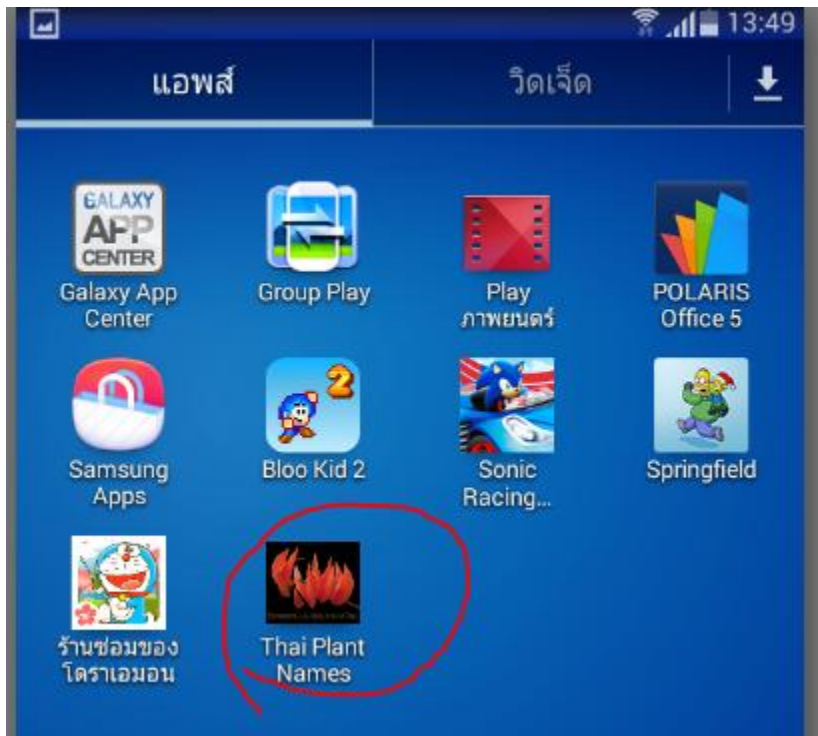 13:49
แอพส์
วิดเจ็ด
GALAXY
APP
CENTER
Galaxy App
Center
Group Play
Play
ภาพยนตร์
POLARIS
Office 5
Samsung
Apps
2
Bloo Kid 2
Sonic
Racing...
Springfield
ร้านซ่อมของ
โดราเอมอน
Thai Plant
Names